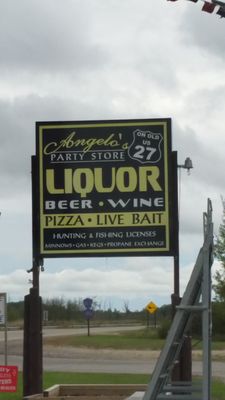 Angelo's
PARTY STORE
ON OLD
US
27
LIQUOR
BEER · WINE
PIZZA · LIVE BAIT
HUNTING & FISHING LICENSES
MINNOWS · GAS · KEGS · PROPANE EXCHANGE